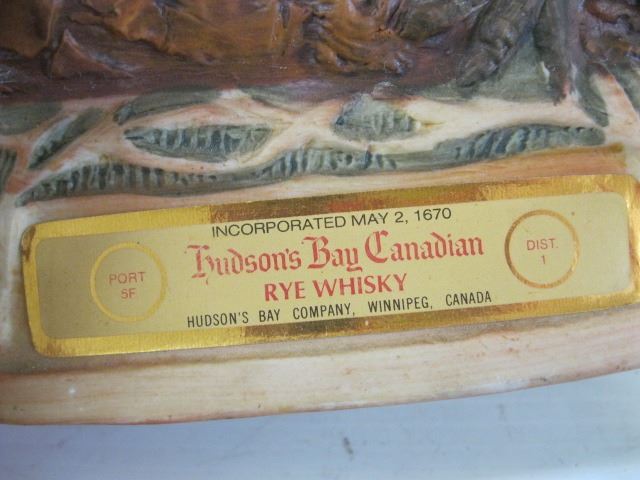 INCORPORATED MAY 2, 1670
Hudson's Bay Canadian
RYE WHISKY
HUDSON'S BAY COMPANY, WINNIPEG, CANADA
PORT
5F
DIST.
1